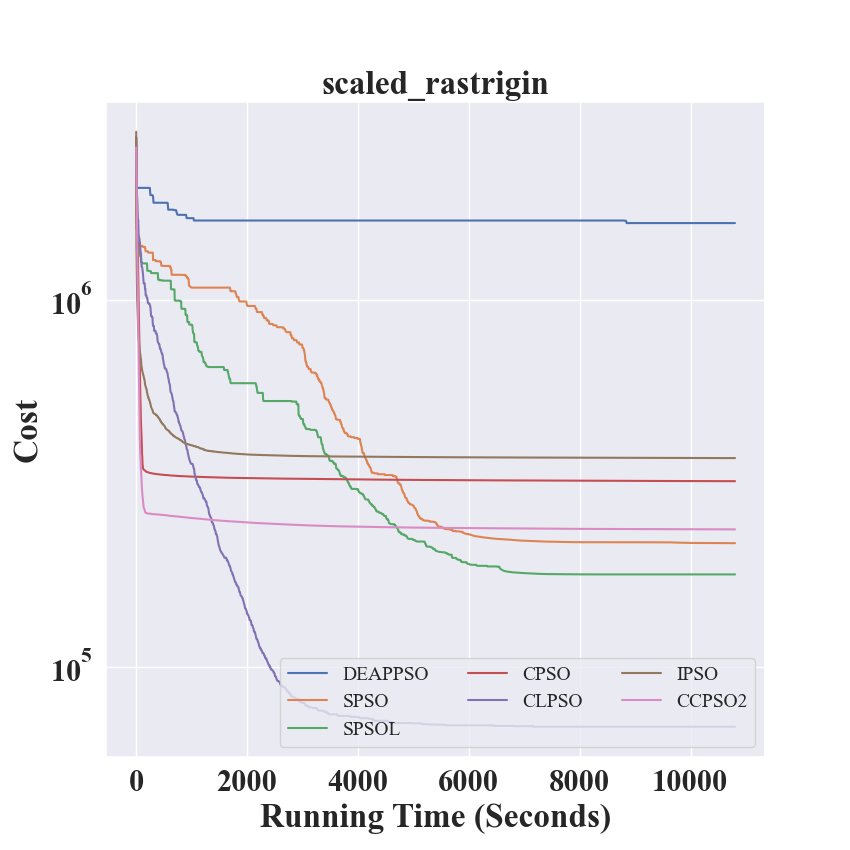 scaled_rastrigin
10^6
10^5
Cost
DEAPPSO CPSO IPSO
SPSO CLPSO CCPSO2
SPSOL
0 2000 4000 6000 8000 10000
Running Time (Seconds)